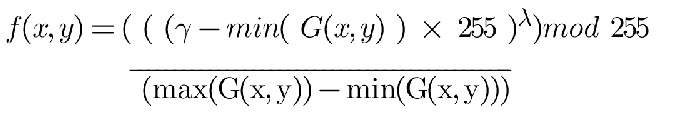 f(x,y) = ( ( (γ − min( G(x,y) ) × 255 )^λ)mod 255
(max(G(x,y)) − min(G(x,y)))